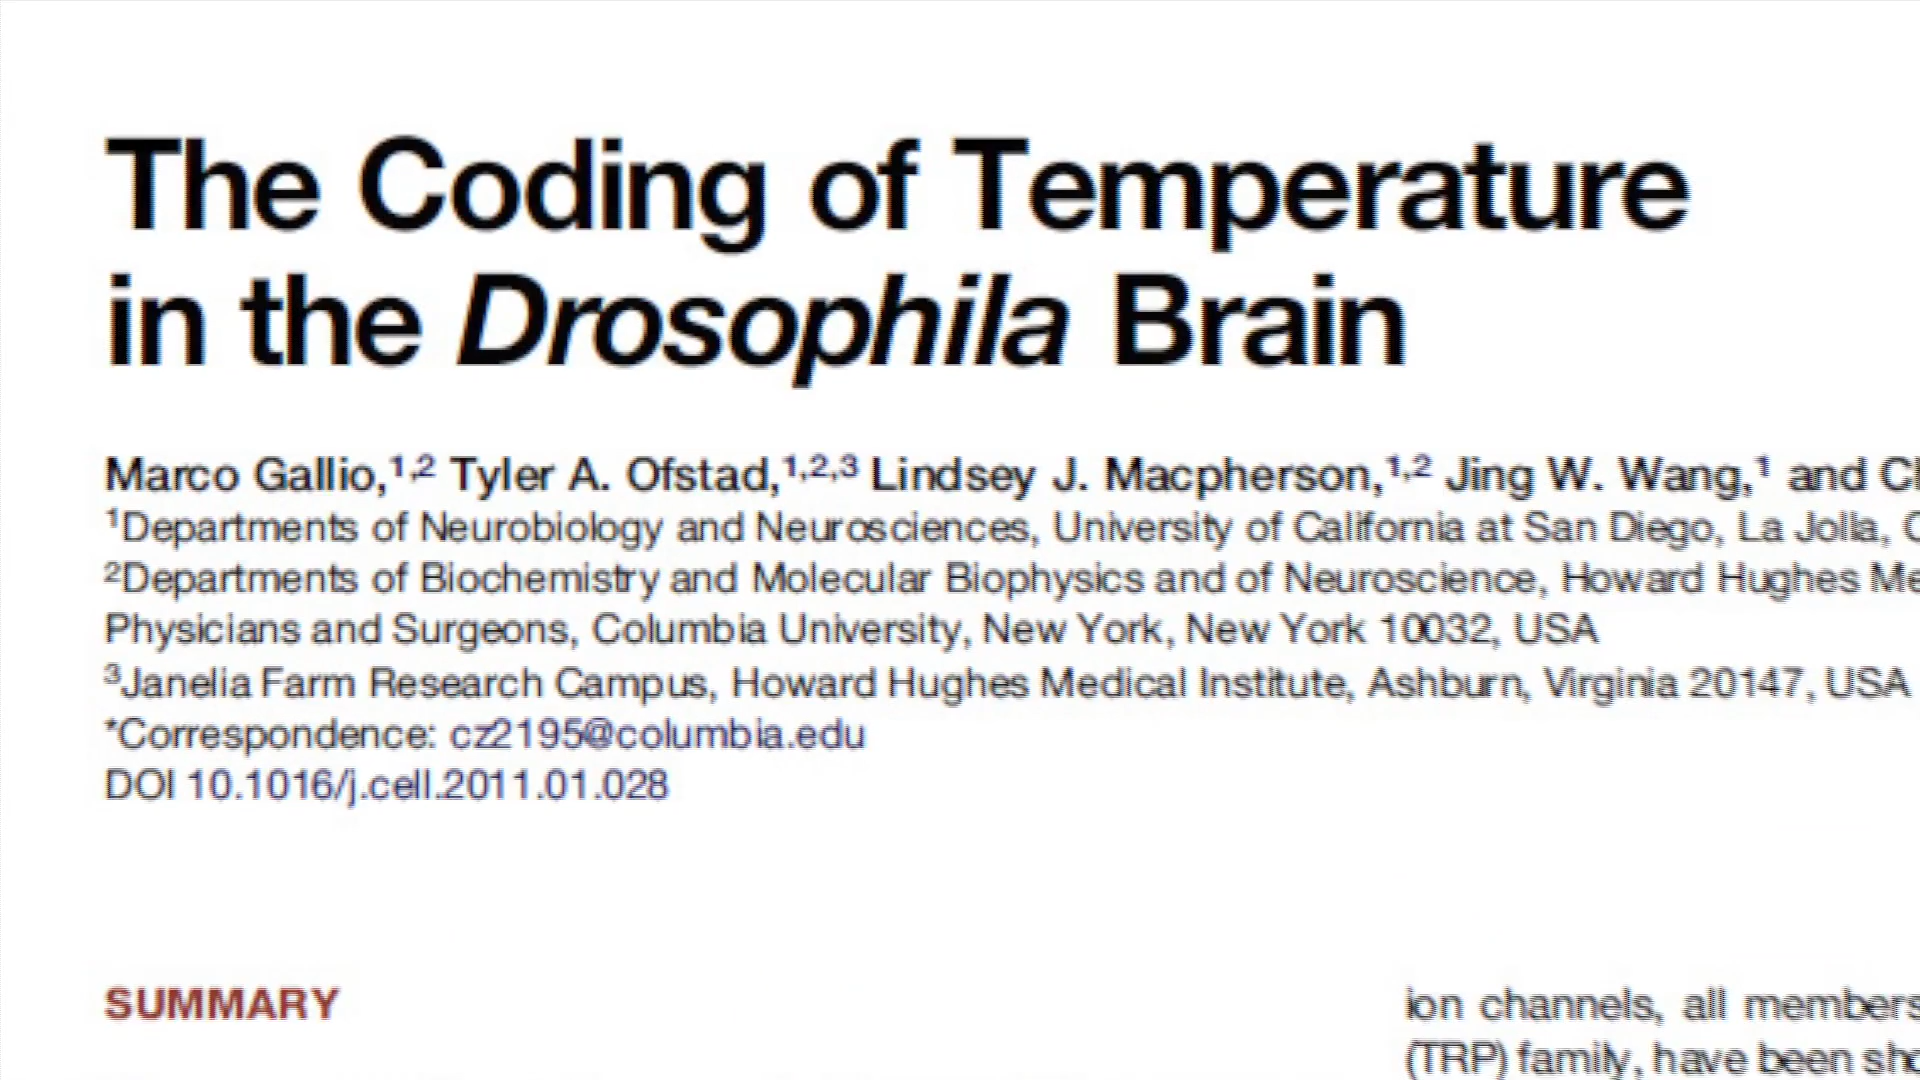 The Coding of Temperature
in the Drosophila Brain
Marco Gallio,1,2 Tyler A. Ofstad,1,2,3 Lindsey J. Macpherson,1,2 Jing W. Wang,1 and
1Departments of Neurobiology and Neurosciences, University of California at San Diego, La Jolla,
2Departments of Biochemistry and Molecular Biophysics and of Neuroscience, Howard Hughes
Physicians and Surgeons, Columbia University, New York, New York 10032, USA
3Janelia Farm Research Campus, Howard Hughes Medical Institute, Ashburn, Virginia 20147, USA
*Correspondence: cz2195@columbia.edu
DOI 10.1016/j.cell.2011.01.028
SUMMARY
ion channels, all members
(TRP) family, have been